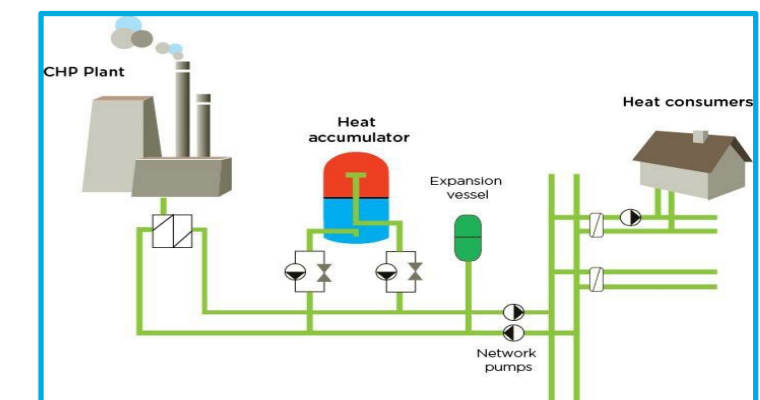 CHP Plant
Heat
accumulator
Expansion
vessel
Heat consumers
Network
pumps